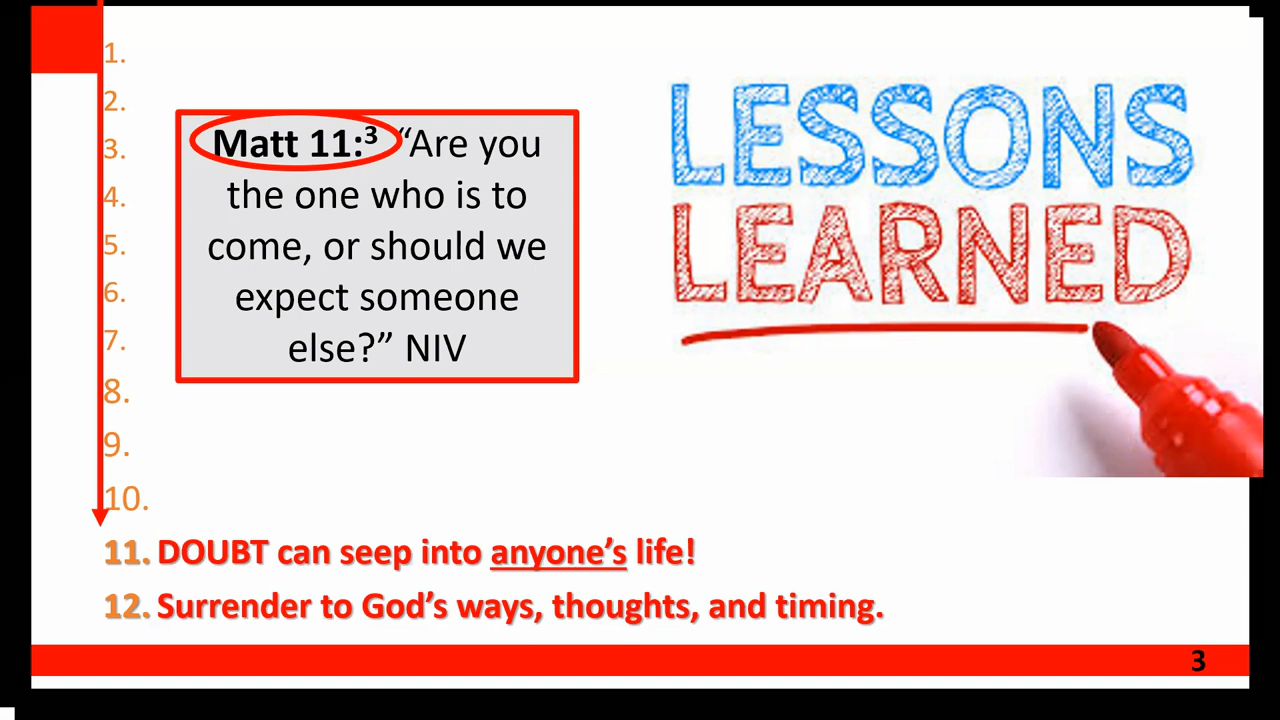 1.
2.
3.
4.
5.
6.
7.
8.
9.
10.
Matt 11:³ “Are you
the one who is to
come, or should we
expect someone
else?” NIV
LESSONS
LEARNED
11. DOUBT can seep into anyone’s life!
12. Surrender to God’s ways, thoughts, and timing.
3